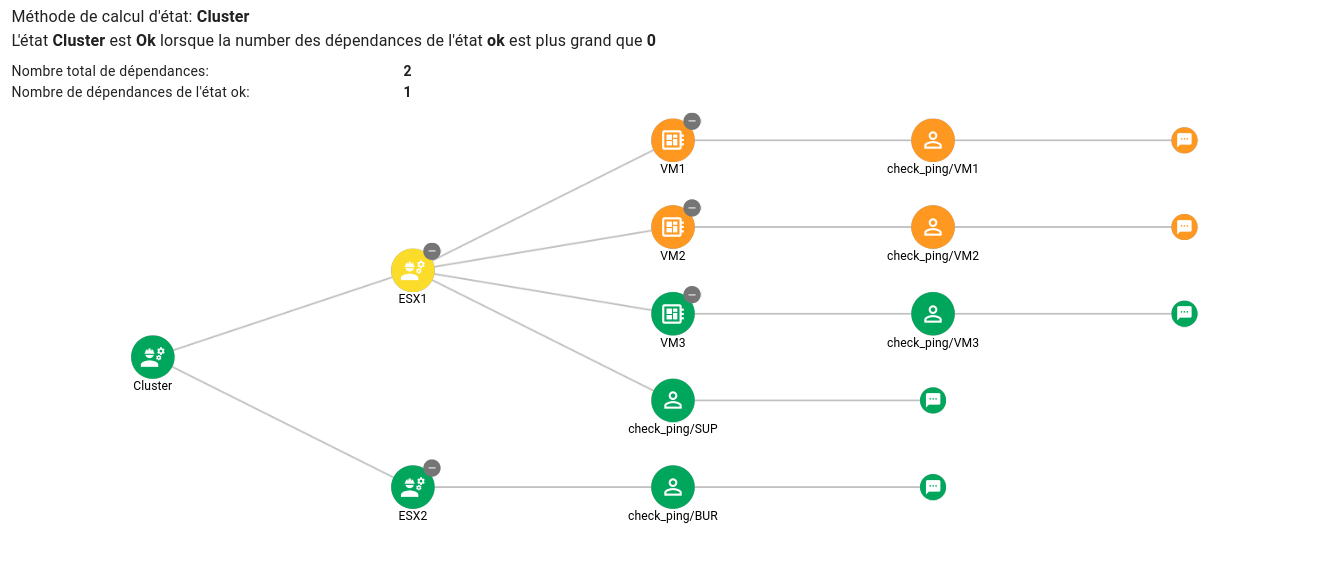 Méthode de calcul d'état: Cluster
L'état Cluster est Ok lorsque la number des dépendances de l'état ok est plus grand que 0
Nombre total de dépendances: 2
Nombre de dépendances de l'état ok: 1
VM1
check_ping/VM1
VM2
check_ping/VM2
ESX1
VM3
check_ping/VM3
Cluster
check_ping/SUP
ESX2
check_ping/BUR